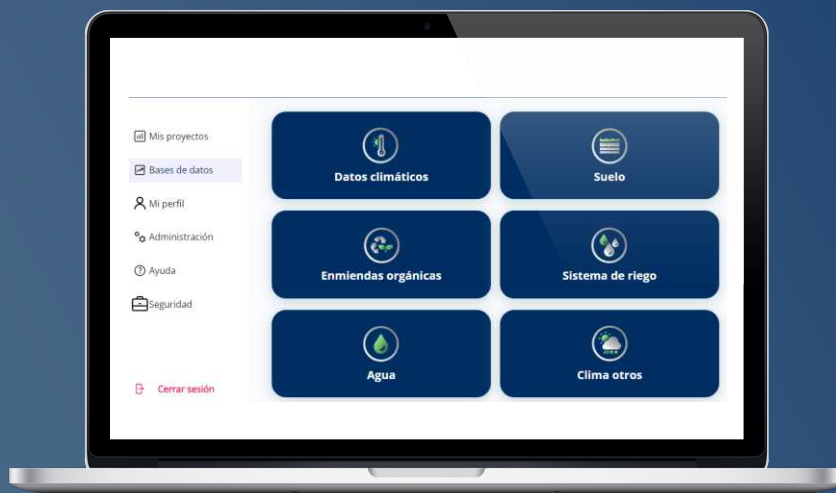 Mis proyectos
Bases de datos
Mi perfil
Administración
Ayuda
Seguridad
Cerrar sesión
Datos climáticos
Suelo
Enmiendas orgánicas
Sistema de riego
Agua
Clima otros